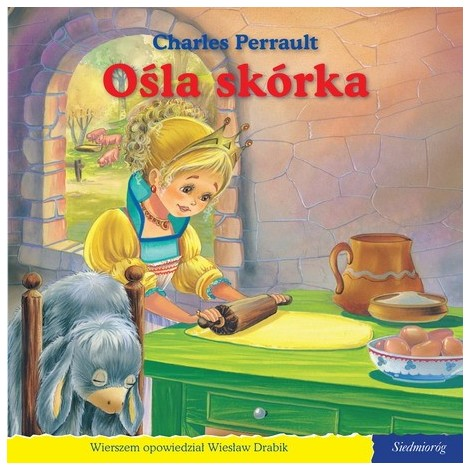 Charles Perrault
Ośla skórka
Wierszem opowiedział Wiesław Drabik
Siedmioróg